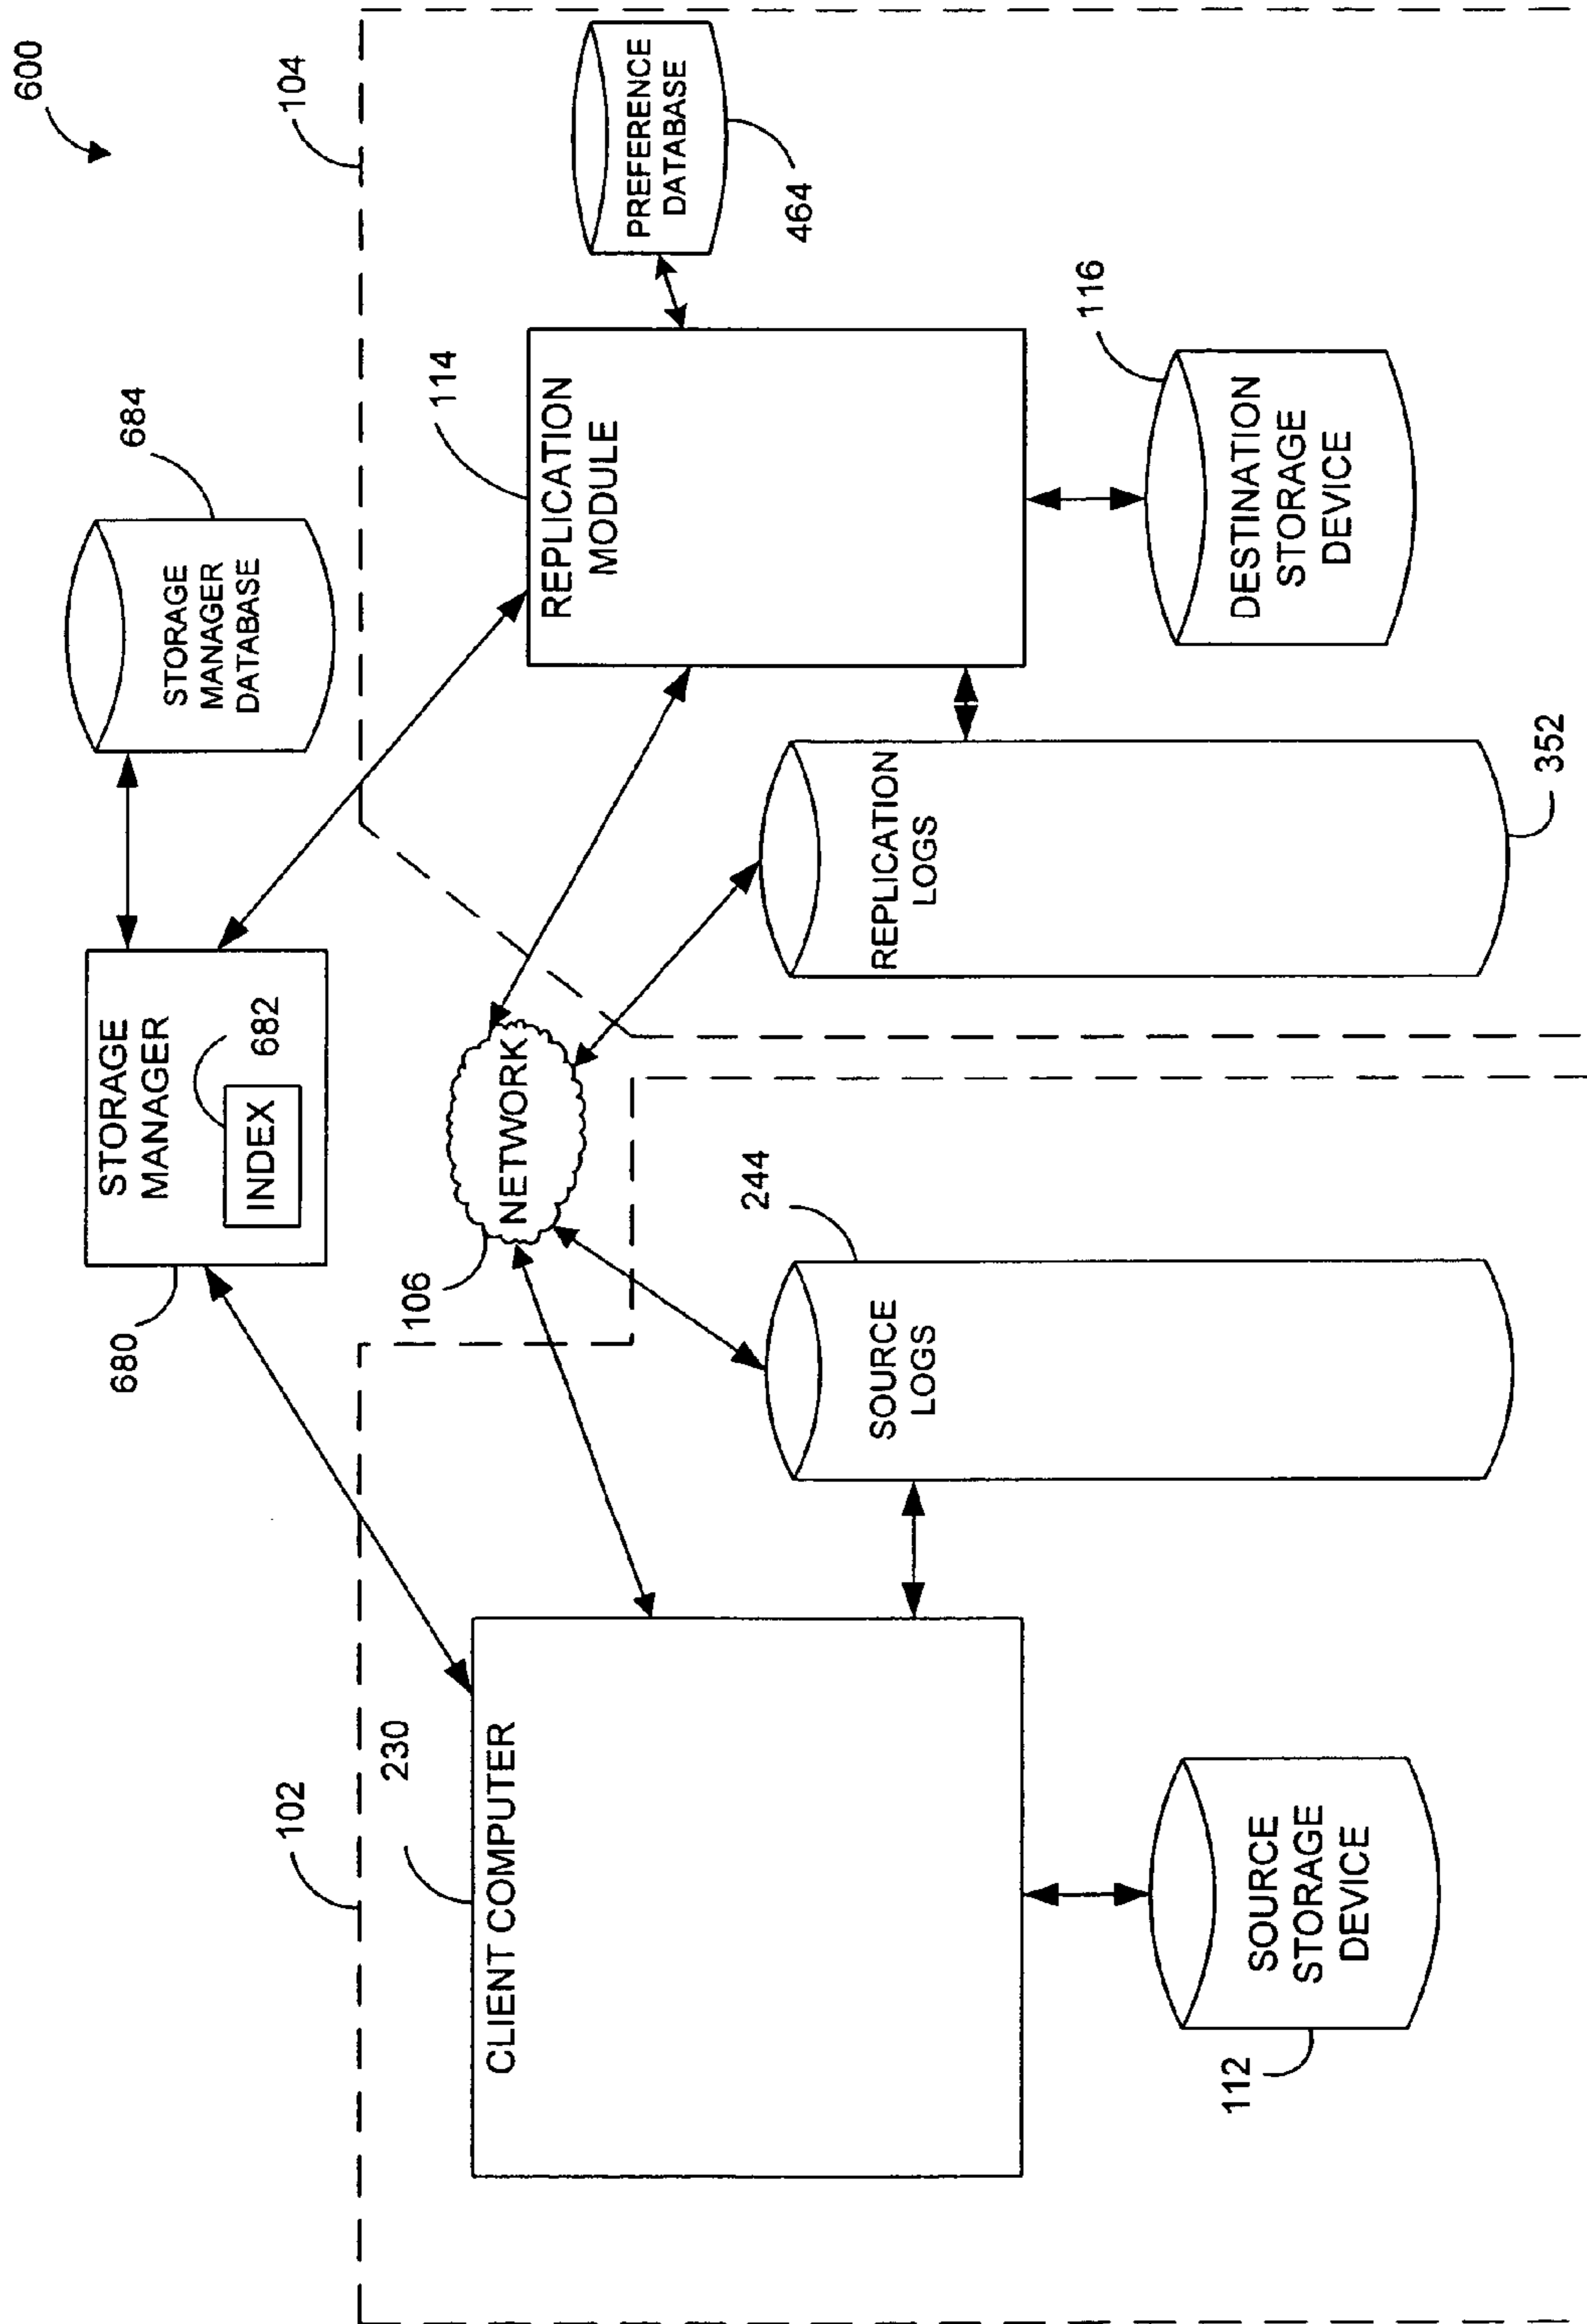 600
104
684
STORAGE
MANAGER
DATABASE
STORAGE
MANAGER
682
INDEX
680
102
106
NETWORK
114
REPLICATION
MODULE
PREFERENCE
DATABASE
464
230
CLIENT COMPUTER
244
SOURCE
LOGS
REPLICATION
LOGS
352
116
DESTINATION
STORAGE
DEVICE
SOURCE
STORAGE
DEVICE
112